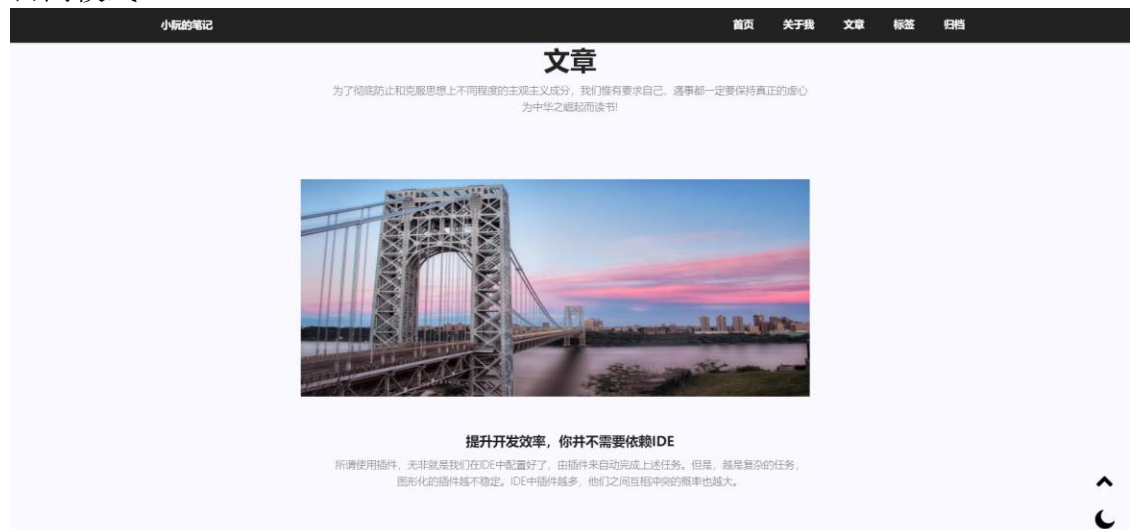 小阮的笔记
首页 关于我 文章 标签 归档
文章
为了彻底防止和克服思想上不同程度的主观主义成分，我们惟有要求自己，遇事都一定要保持真正的虚心
为中华之崛起而读书!
提升开发效率，你并不需要依赖IDE
所谓使用插件，无非就是我们在IDE中配置好了，由插件来自动完成上述任务。但是，越是复杂的任务，
图形化的插件越不稳定。IDE中插件越多，他们之间互相冲突的概率也越大。